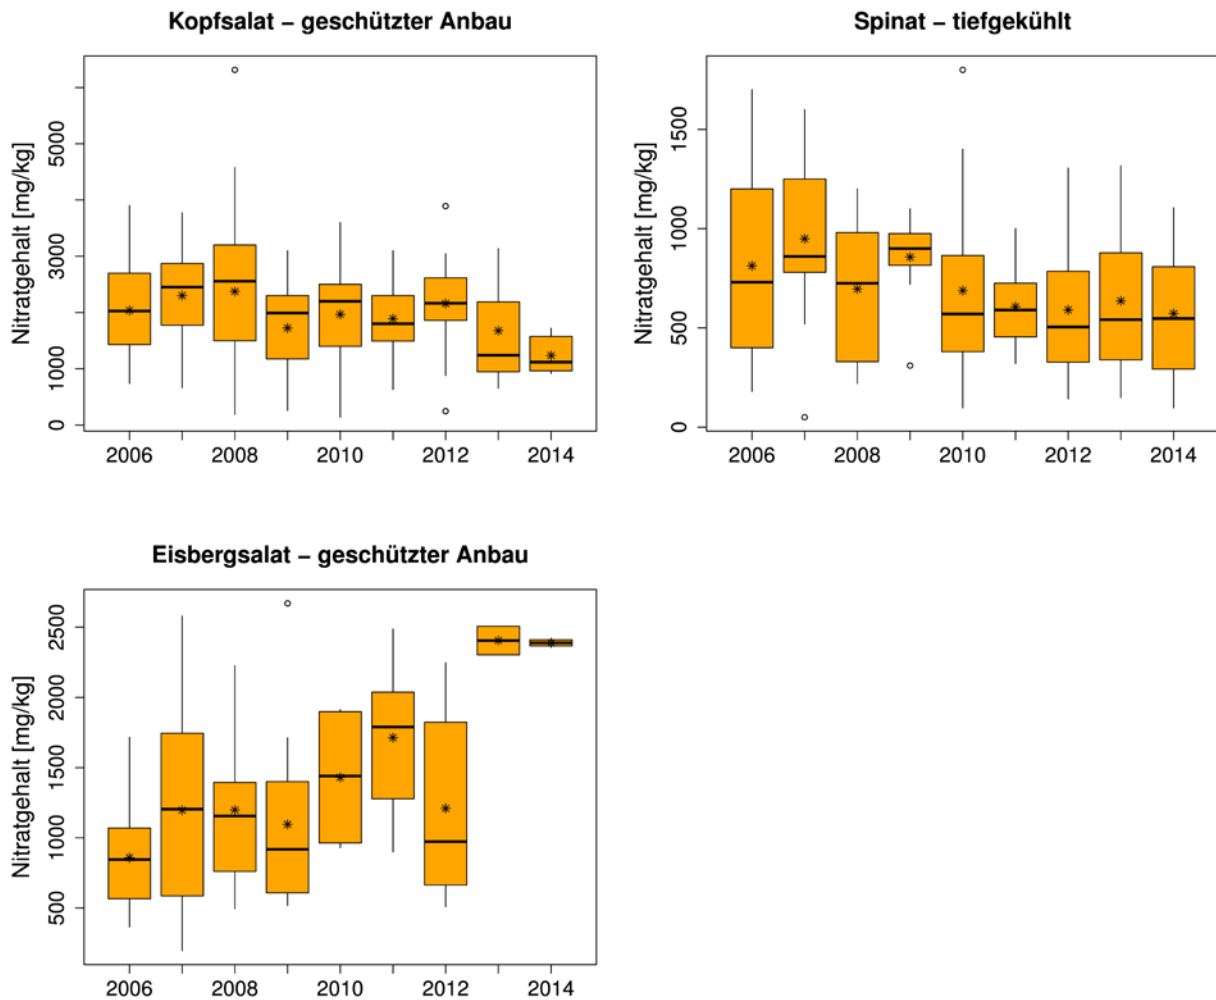 Kopfsalat – geschützter Anbau
Nitratgehalt [mg/kg]
5000
3000
1000
0
2006 2008 2010 2012 2014
Spinat – tiefgekühlt
Nitratgehalt [mg/kg]
1500
1000
500
0
2006 2008 2010 2012 2014
Eisbergsalat – geschützter Anbau
Nitratgehalt [mg/kg]
2500
2000
1500
1000
500
2006 2008 2010 2012 2014